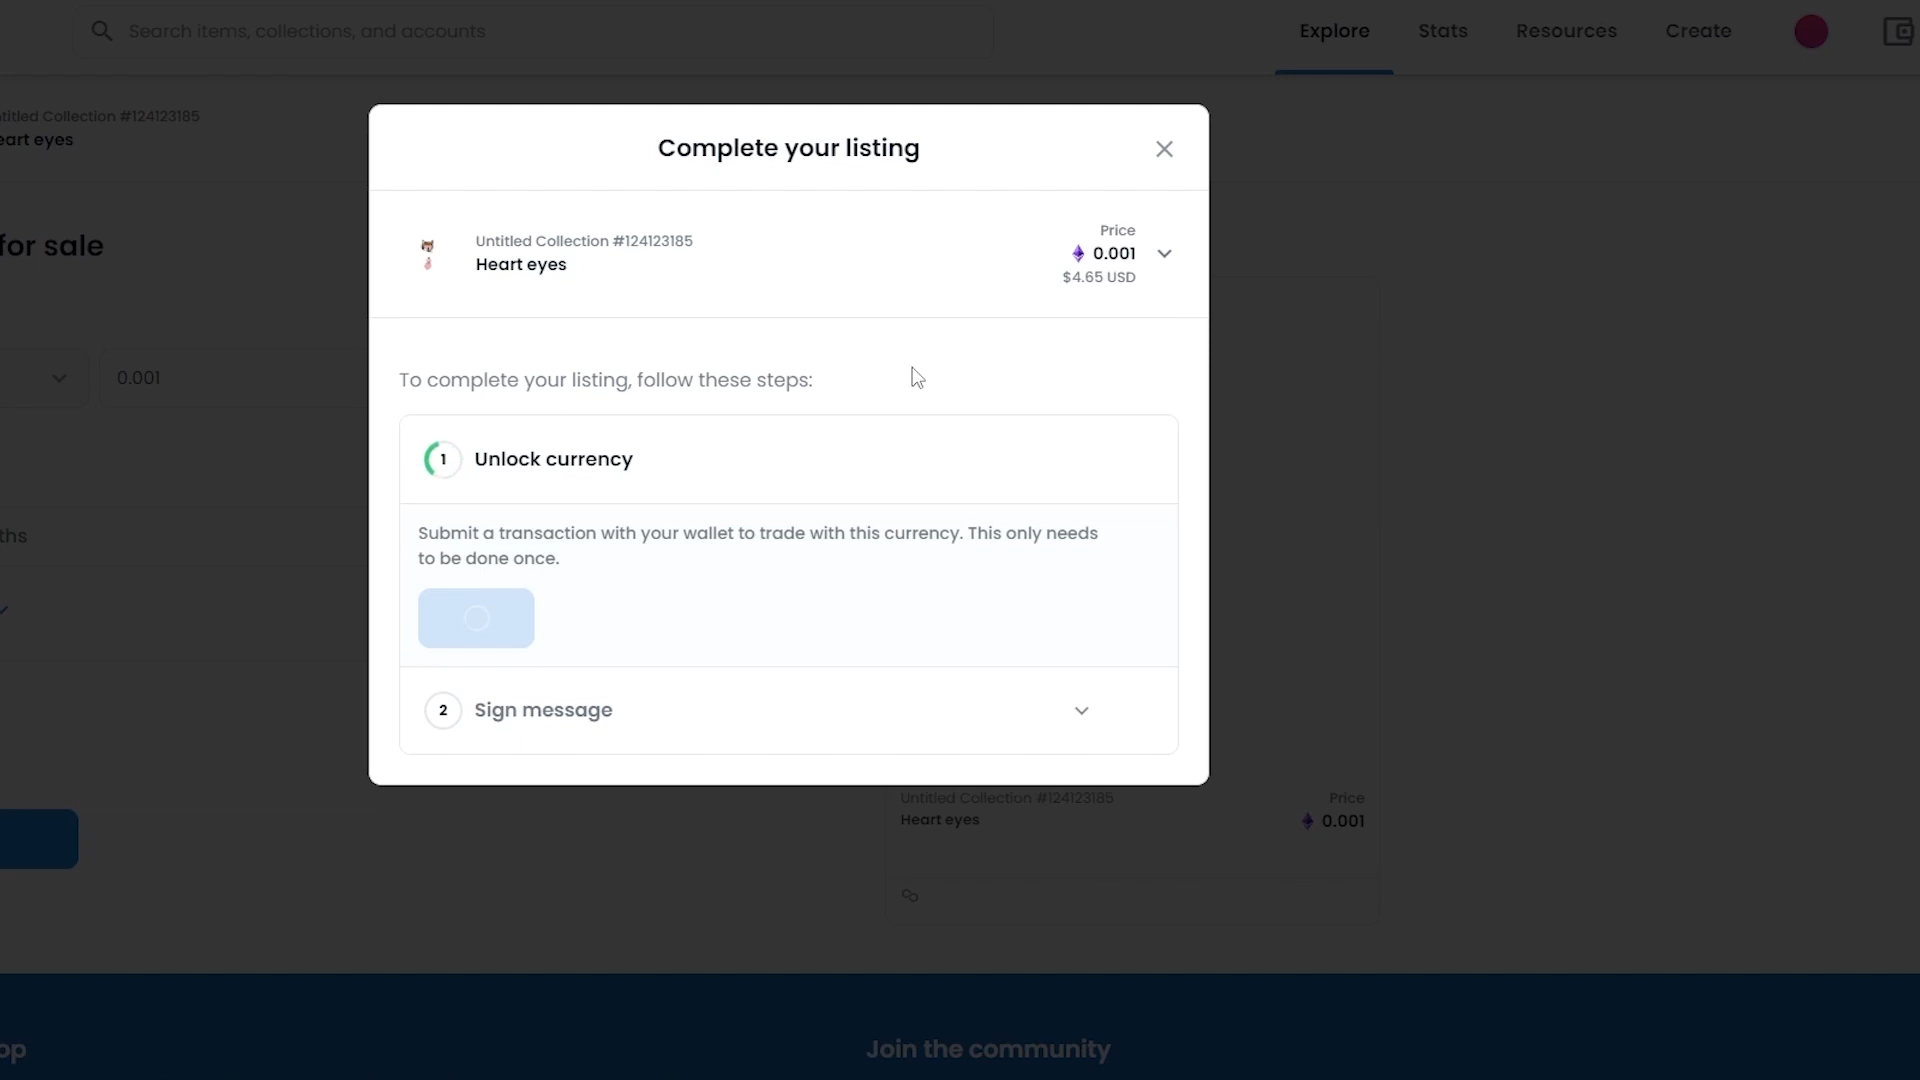 Search items, collections, and accounts
Explore
Stats
Resources
Create
ntitled Collection #124123185
eart eyes
for sale
0.001
ths
Complete your listing
Untitled Collection #124123185
Heart eyes
Price
0.001
$4.65 USD
To complete your listing, follow these steps:
1 Unlock currency
Submit a transaction with your wallet to trade with this currency. This only needs
to be done once.
2 Sign message
Untitled Collection #124123185
Heart eyes
Price
0.001
op
Join the community